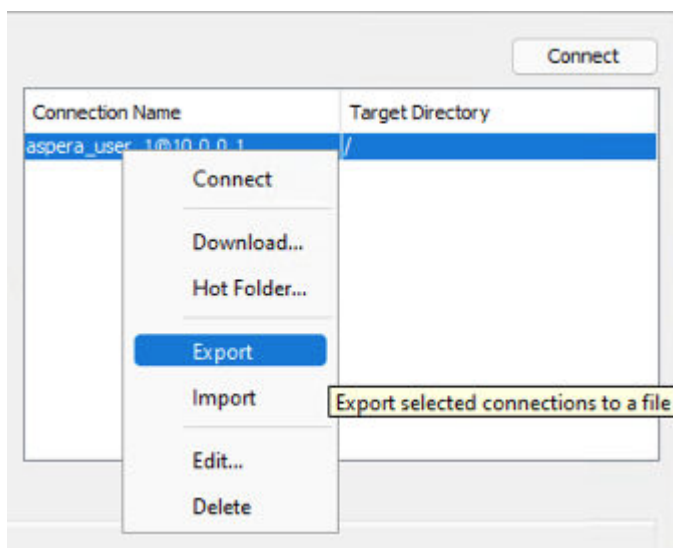 Connect
Connection Name Target Directory
aspera_user_1@10.0.0.1 /
Connect
Download...
Hot Folder...
Export
Import
Export selected connections to a file
Edit...
Delete